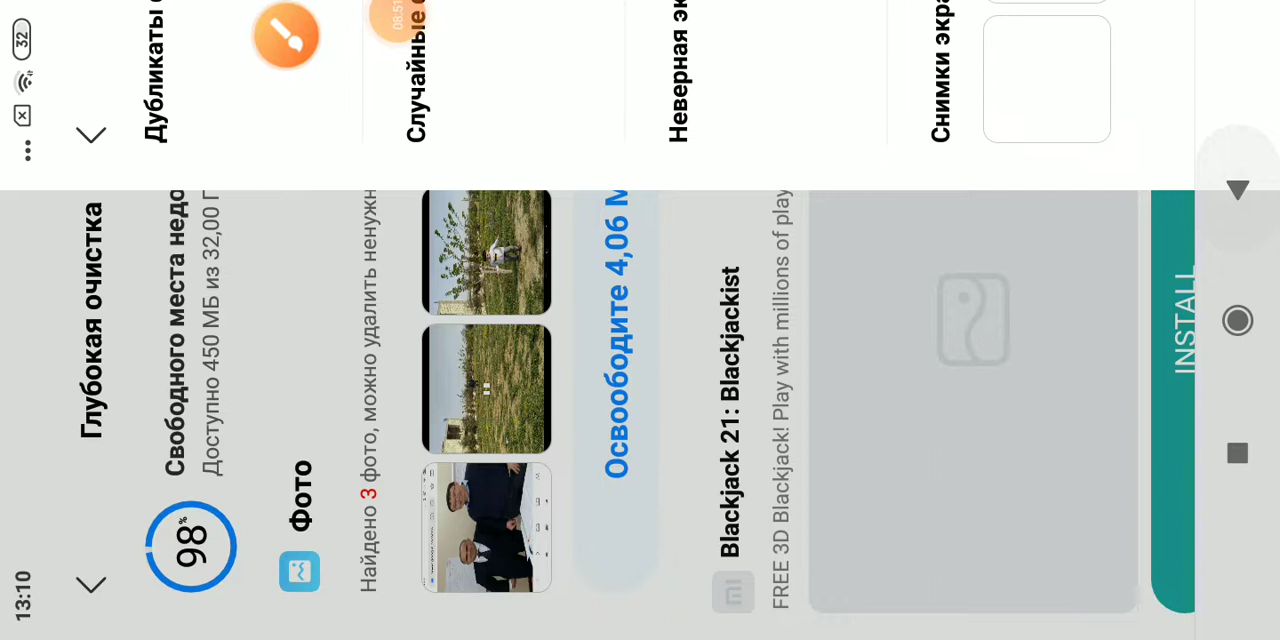 13:10
32
Глубокая очистка
98%
Свободного места недо
Доступно 450 МБ из 32,00 Г
Фото
Найдено 3 фото, можно удалить ненужн
Освободите 4,06 М
Blackjack 21: Blackjackist
FREE 3D Blackjack! Play with millions of play
INSTALL
Дубликаты
08:51
Случайные
Неверная эк
Снимки экра